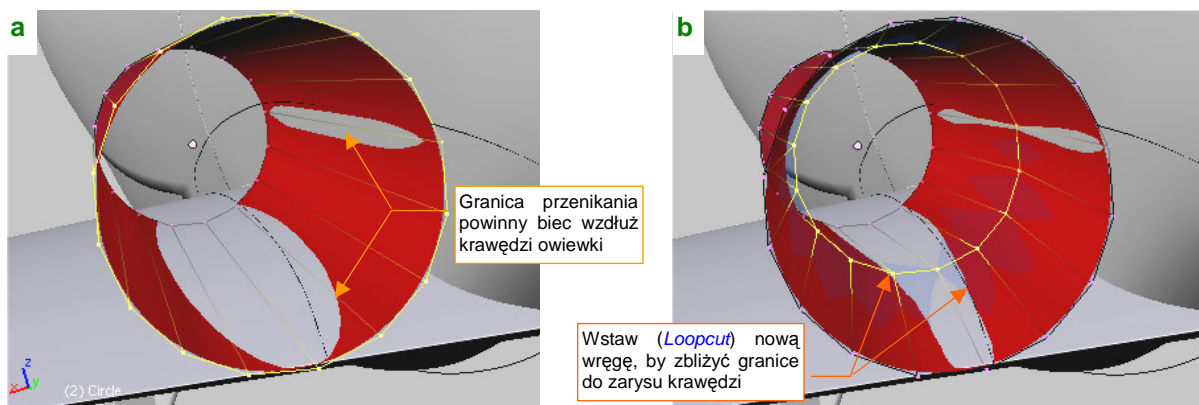 a
b
Granica przenikania
powinny biec wzdłuż
krawędzi owiewki
Wstaw (Loopcut) nową
wręgę, by zbliżyć granice
do zarysu krawędzi
z
x
y
(2) Circle